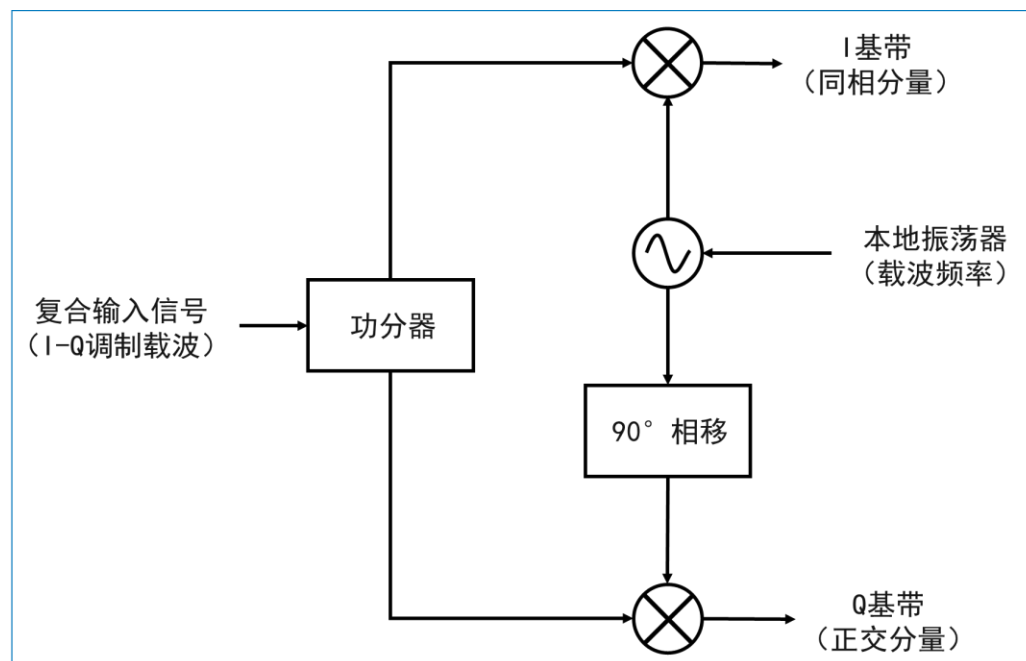 I基带
(同相分量)
本地振荡器
(载波频率)
复合输入信号
(I-Q调制载波)
功分器
90° 相移
Q基带
(正交分量)